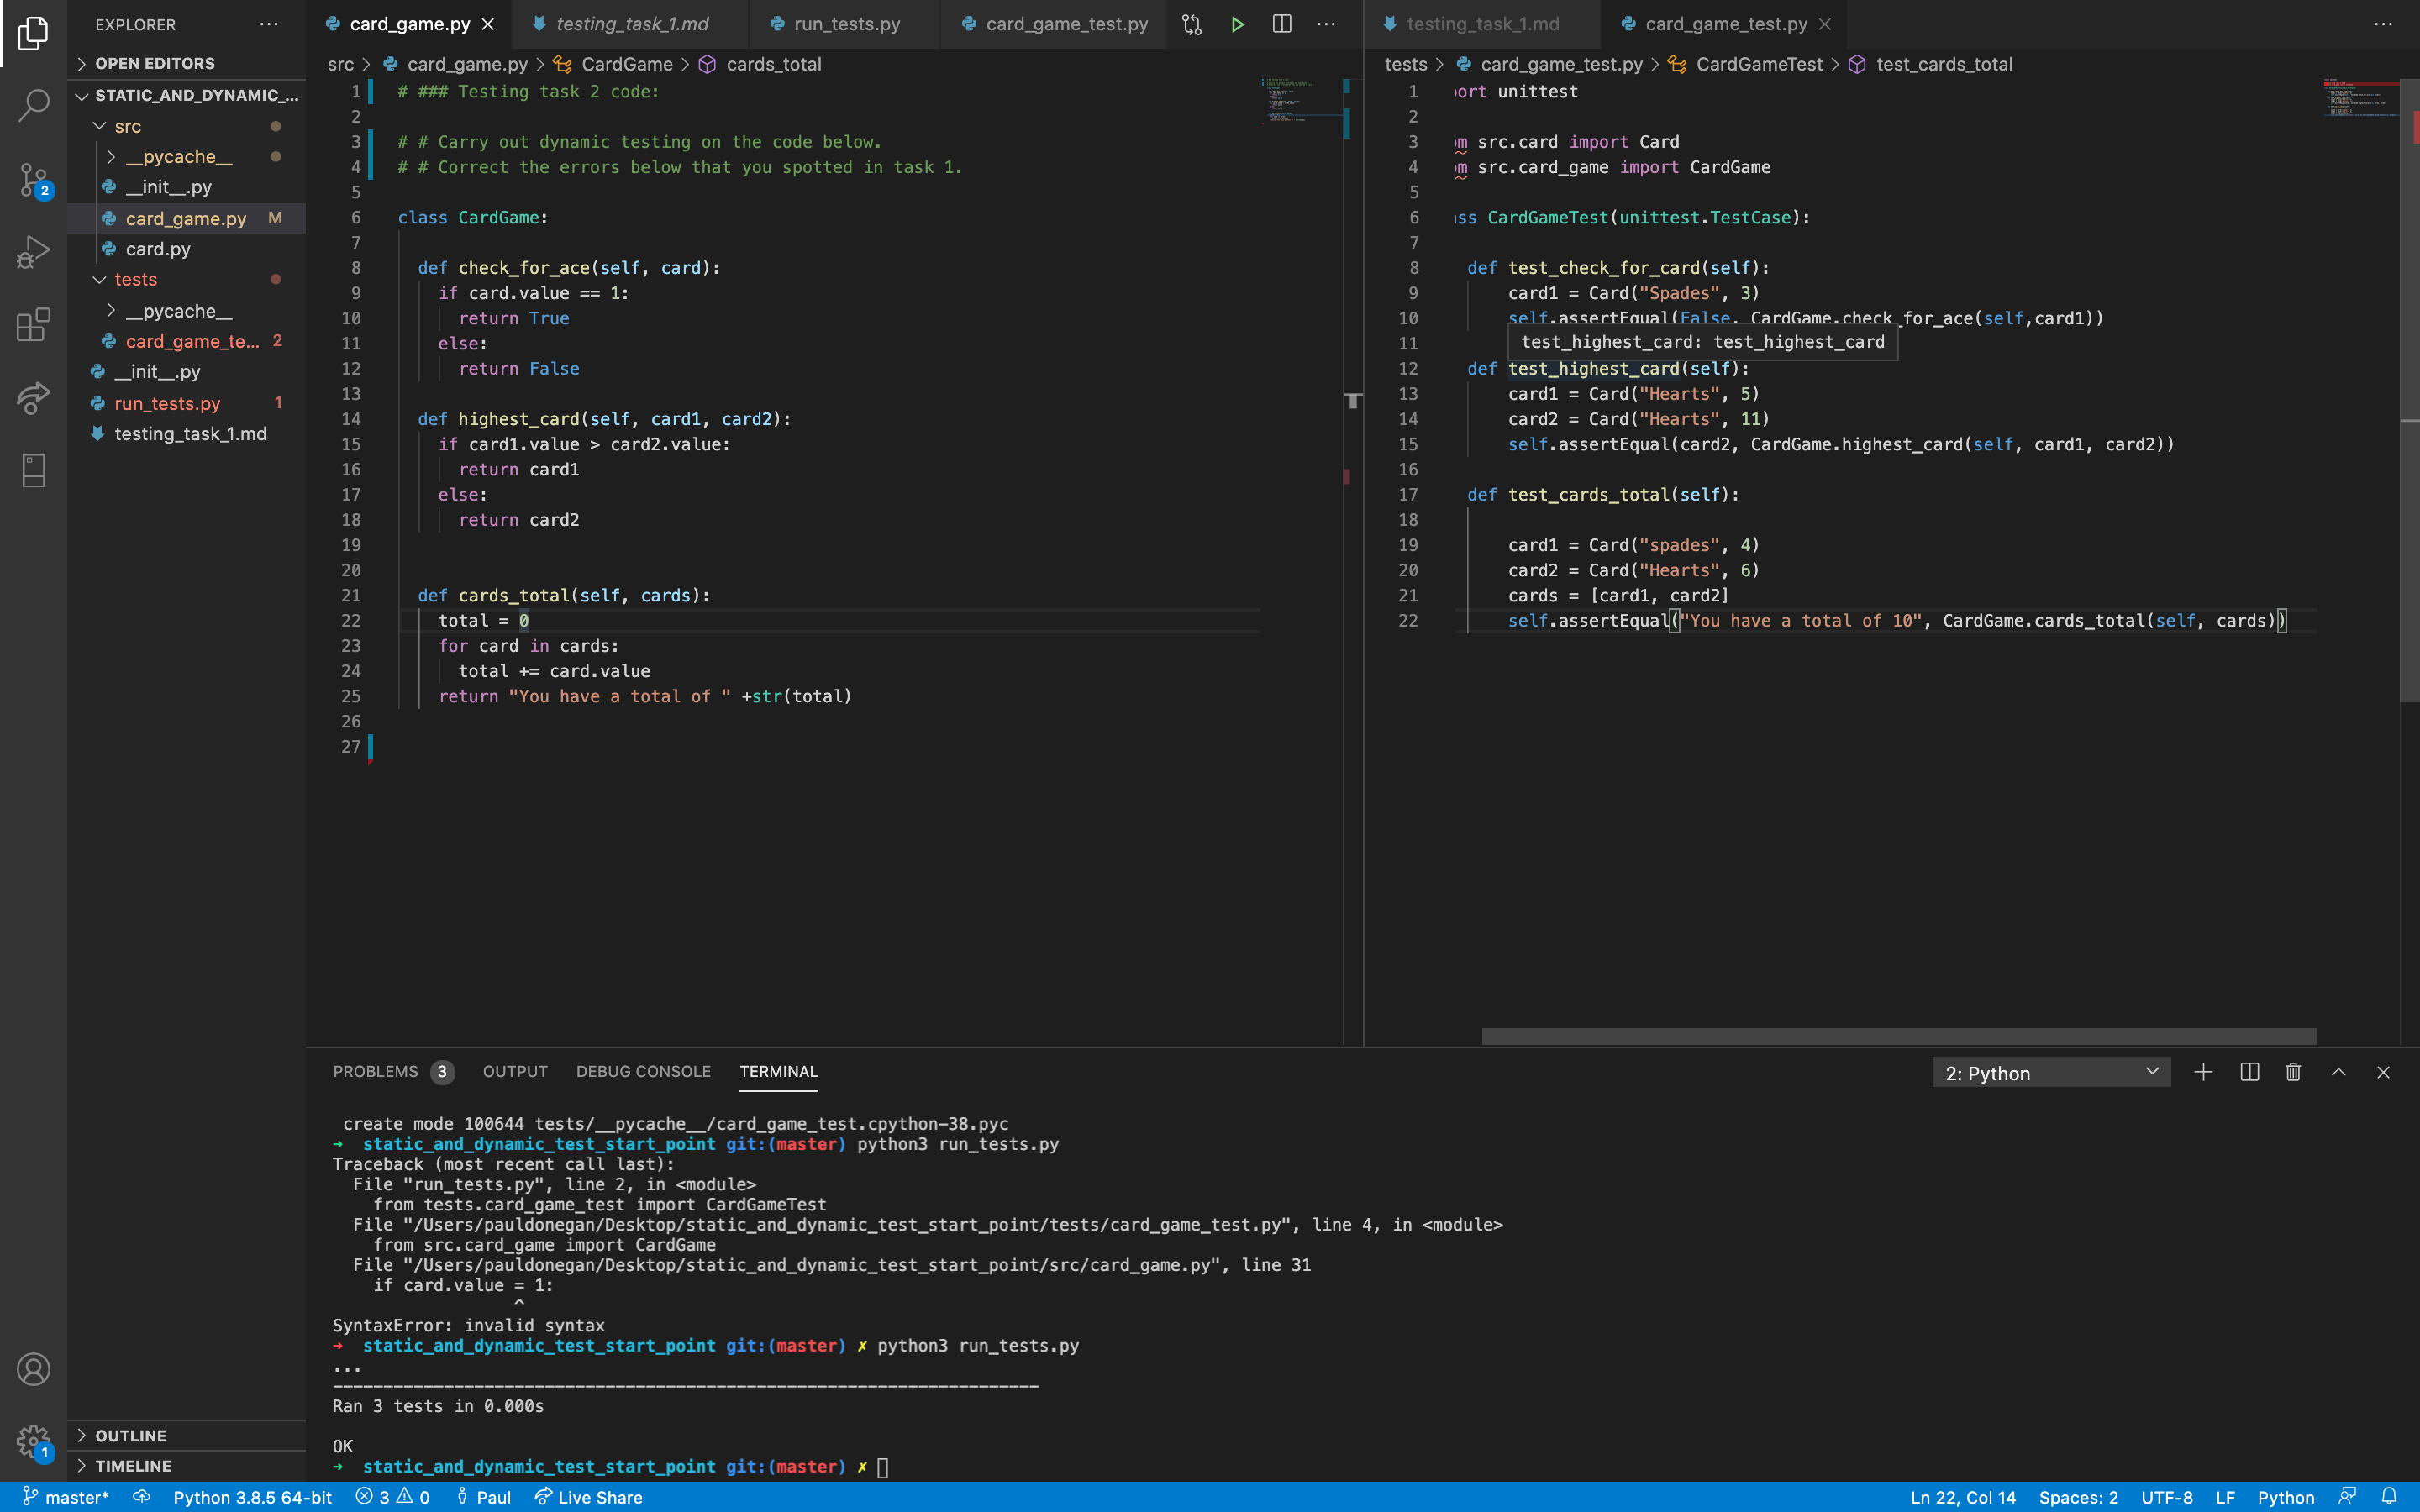 EXPLORER
OPEN EDITORS
STATIC_AND_DYNAMIC_...
src
__pycache__
__init__.py
card_game.py M
card.py
tests
__pycache__
card_game_te... 2
__init__.py
run_tests.py 1
testing_task_1.md
OUTLINE
TIMELINE
2
1
card_game.py
testing_task_1.md
run_tests.py
card_game_test.py
src > card_game.py > CardGame > cards_total
1 # ### Testing task 2 code:
2
3 # # Carry out dynamic testing on the code below.
4 # # Correct the errors below that you spotted in task 1.
5
6 class CardGame:
7
8 def check_for_ace(self, card):
9 if card.value == 1:
10 return True
11 else:
12 return False
13
14 def highest_card(self, card1, card2):
15 if card1.value > card2.value:
16 return card1
17 else:
18 return card2
19
20
21 def cards_total(self, cards):
22 total = 0
23 for card in cards:
24 total += card.value
25 return "You have a total of " +str(total)
26
27
testing_task_1.md
card_game_test.py
tests > card_game_test.py > CardGameTest > test_cards_total
1 ort unittest
2
3 m src.card import Card
4 m src.card_game import CardGame
5
6 ss CardGameTest(unittest.TestCase):
7
8 def test_check_for_card(self):
9 card1 = Card("Spades", 3)
10 self.assertEqual(False, CardGame.check_for_ace(self,card1))
11 test_highest_card: test_highest_card
12 def test_highest_card(self):
13 card1 = Card("Hearts", 5)
14 card2 = Card("Hearts", 11)
15 self.assertEqual(card2, CardGame.highest_card(self, card1, card2))
16
17 def test_cards_total(self):
18
19 card1 = Card("spades", 4)
20 card2 = Card("Hearts", 6)
21 cards = [card1, card2]
22 self.assertEqual("You have a total of 10", CardGame.cards_total(self, cards))
PROBLEMS 3 OUTPUT DEBUG CONSOLE TERMINAL 2: Python
create mode 100644 tests/__pycache__/card_game_test.cpython-38.pyc
→ static_and_dynamic_test_start_point git:(master) python3 run_tests.py
Traceback (most recent call last):
File "run_tests.py", line 2, in <module>
from tests.card_game_test import CardGameTest
File "/Users/pauldonegan/Desktop/static_and_dynamic_test_start_point/tests/card_game_test.py", line 4, in <module>
from src.card_game import CardGame
File "/Users/pauldonegan/Desktop/static_and_dynamic_test_start_point/src/card_game.py", line 31
if card.value = 1:
^
SyntaxError: invalid syntax
→ static_and_dynamic_test_start_point git:(master) ✗ python3 run_tests.py
...
----------------------------------------------------------------------
Ran 3 tests in 0.000s

OK
→ static_and_dynamic_test_start_point git:(master) ✗
master* Python 3.8.5 64-bit 3 0 Paul Live Share Ln 22, Col 14 Spaces: 2 UTF-8 LF Python